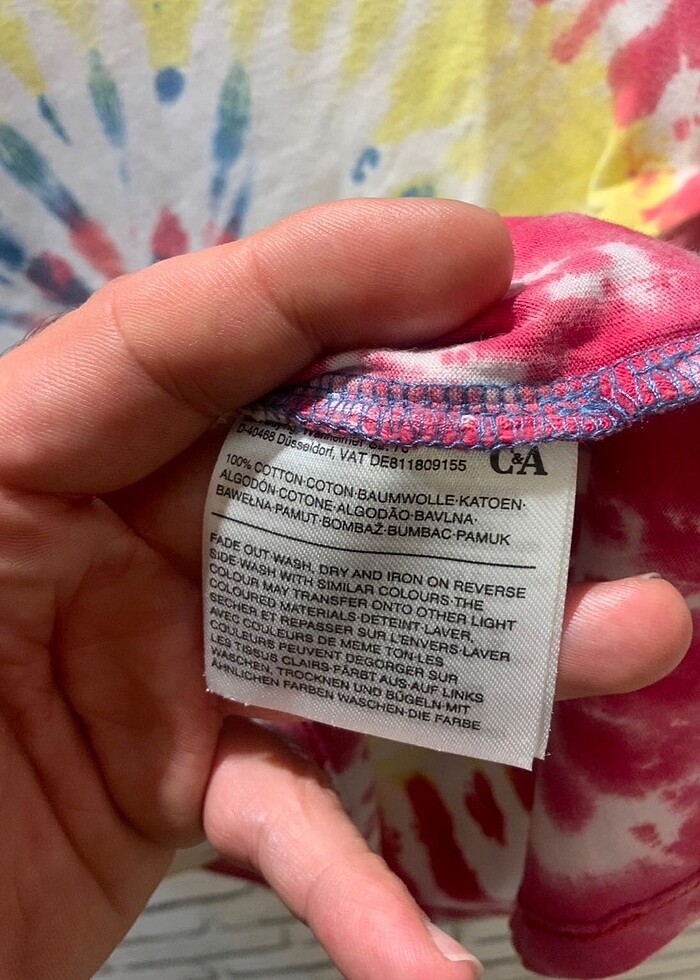 D-40468 Düsseldorf, VAT DE811809155
C&A
100% COTTON·COTON·BAUMWOLLE·KATOEN·
ALGODÓN·COTONE·ALGODÃO·BAVLNA·
BAWEŁNA·PAMUT·BOMBAŽ·BUMBAC·PAMUK
FADE OUT·WASH, DRY AND IRON ON REVERSE
SIDE·WASH WITH SIMILAR COLOURS·THE
COLOUR MAY TRANSFER ONTO OTHER LIGHT
COLOURED MATERIALS·DETEINT·LAVER,
SECHER ET REPASSER SUR L'ENVERS·LAVER
AVEC COULEURS DE MEME TON·LES
COULEURS PEUVENT DEGORGER SUR
LES TISSUS CLAIRS·FÄRBT AUS·AUF LINKS
WASCHEN, TROCKNEN UND BÜGELN·MIT
ÄHNLICHEN FARBEN WASCHEN·DIE FARBE